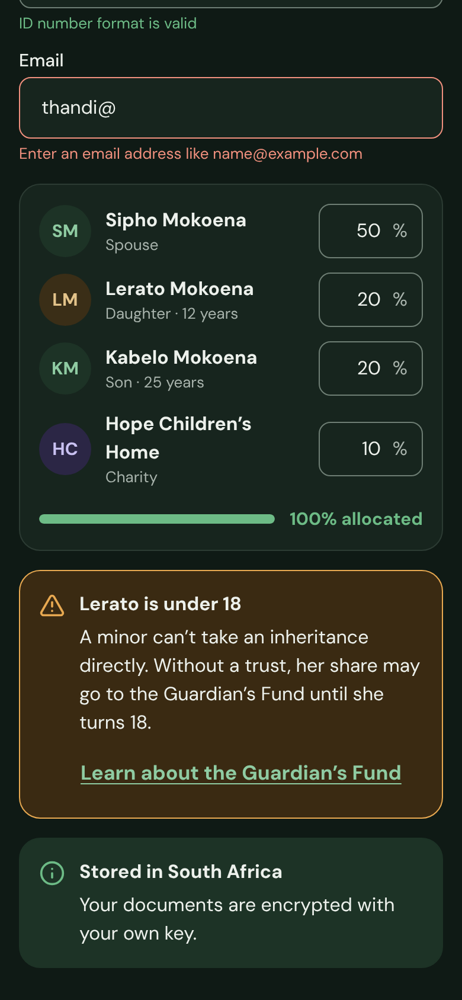 ID number format is valid
Email
thandi@
Enter an email address like name@example.com
SM
Sipho Mokoena
Spouse
50 %
LM
Lerato Mokoena
Daughter · 12 years
20 %
KM
Kabelo Mokoena
Son · 25 years
20 %
HC
Hope Children’s
Home
Charity
10 %
100% allocated
Lerato is under 18
A minor can’t take an inheritance
directly. Without a trust, her share may
go to the Guardian’s Fund until she
turns 18.
Learn about the Guardian’s Fund
Stored in South Africa
Your documents are encrypted with
your own key.